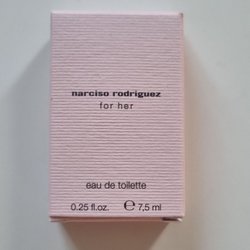 narciso rodriguez
for her
eau de toilette
0.25 fl.oz. ℮ 7,5 ml